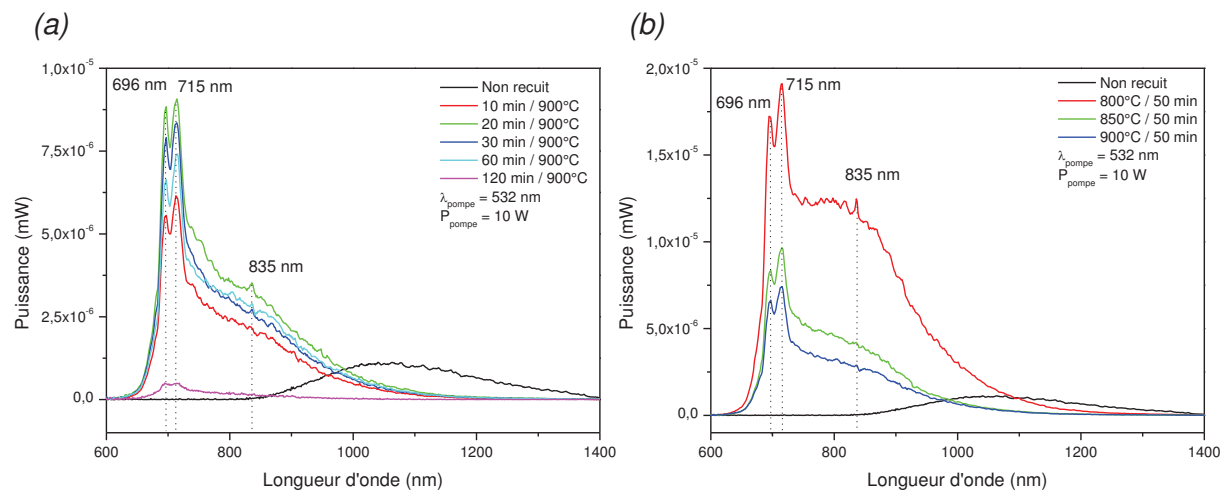 (a)
1,0x10-5
7,5x10-6
5,0x10-6
2,5x10-6
0,0
Puissance (mW)
696 nm
715 nm
835 nm
Non recuit
10 min / 900°C
20 min / 900°C
30 min / 900°C
60 min / 900°C
120 min / 900°C
λpompe = 532 nm
Ppompe = 10 W
600 800 1000 1200 1400
Longueur d'onde (nm)
(b)
2,0x10-5
1,5x10-5
1,0x10-5
5,0x10-6
0,0
Puissance (mW)
696 nm
715 nm
835 nm
Non recuit
800°C / 50 min
850°C / 50 min
900°C / 50 min
λpompe = 532 nm
Ppompe = 10 W
600 800 1000 1200 1400
Longueur d'onde (nm)